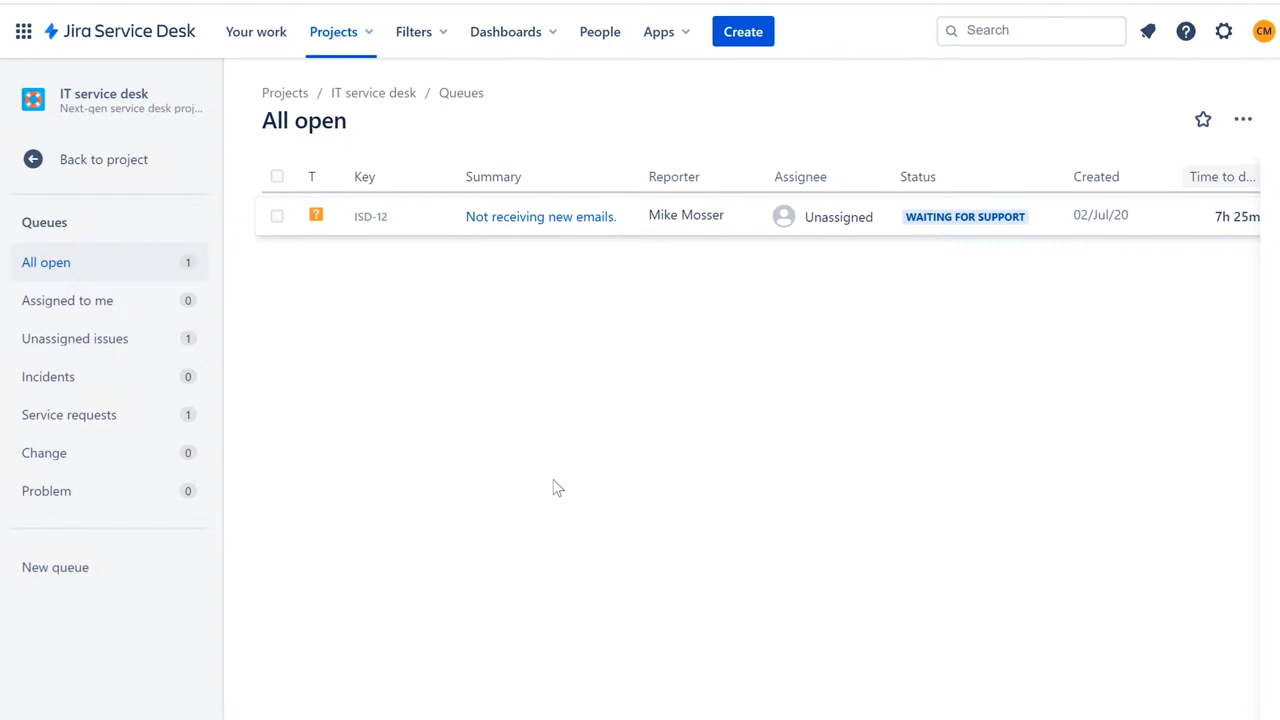 Jira Service Desk Your work Projects Filters Dashboards People Apps Create Search CM
IT service desk
Next-gen service desk proj...
Back to project
Queues
All open 1
Assigned to me 0
Unassigned issues 1
Incidents 0
Service requests 1
Change 0
Problem 0
New queue
Projects / IT service desk / Queues
All open
T Key Summary Reporter Assignee Status Created Time to d...
? ISD-12 Not receiving new emails. Mike Mosser Unassigned WAITING FOR SUPPORT 02/Jul/20 7h 25m